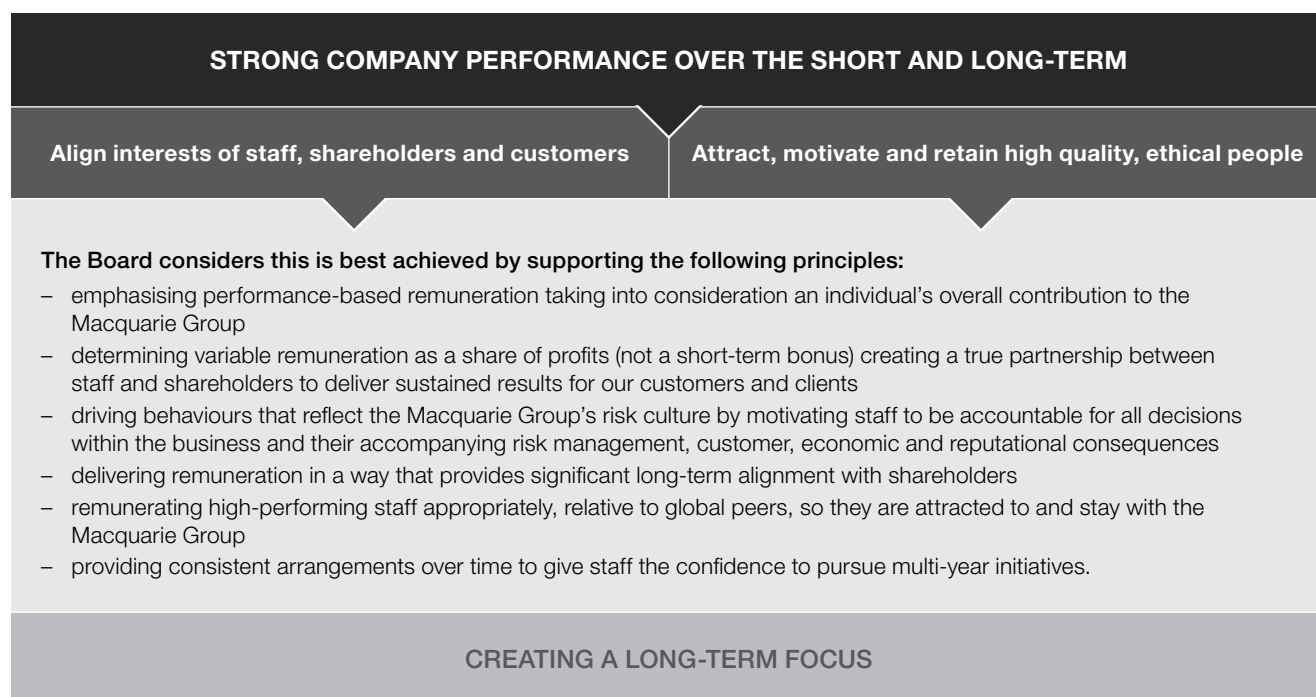 STRONG COMPANY PERFORMANCE OVER THE SHORT AND LONG-TERM
Align interests of staff, shareholders and customers
Attract, motivate and retain high quality, ethical people
The Board considers this is best achieved by supporting the following principles:
– emphasising performance-based remuneration taking into consideration an individual’s overall contribution to the
Macquarie Group
– determining variable remuneration as a share of profits (not a short-term bonus) creating a true partnership between
staff and shareholders to deliver sustained results for our customers and clients
– driving behaviours that reflect the Macquarie Group’s risk culture by motivating staff to be accountable for all decisions
within the business and their accompanying risk management, customer, economic and reputational consequences
– delivering remuneration in a way that provides significant long-term alignment with shareholders
– remunerating high-performing staff appropriately, relative to global peers, so they are attracted to and stay with the
Macquarie Group
– providing consistent arrangements over time to give staff the confidence to pursue multi-year initiatives.
CREATING A LONG-TERM FOCUS